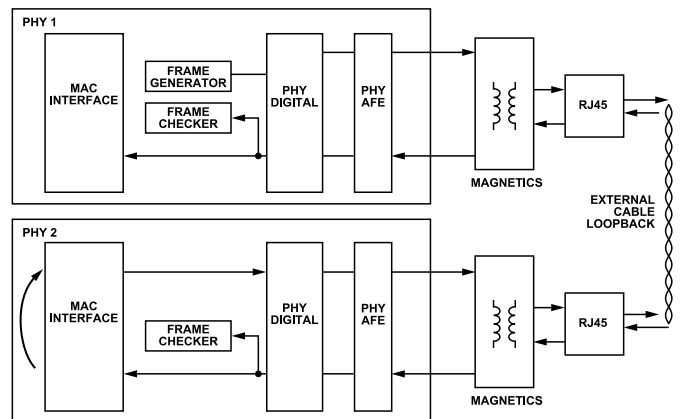 PHY 1
MAC
INTERFACE
FRAME
GENERATOR
FRAME
CHECKER
PHY
DIGITAL
PHY
AFE
MAGNETICS
RJ45
EXTERNAL
CABLE
LOOPBACK
PHY 2
MAC
INTERFACE
FRAME
CHECKER
PHY
DIGITAL
PHY
AFE
MAGNETICS
RJ45